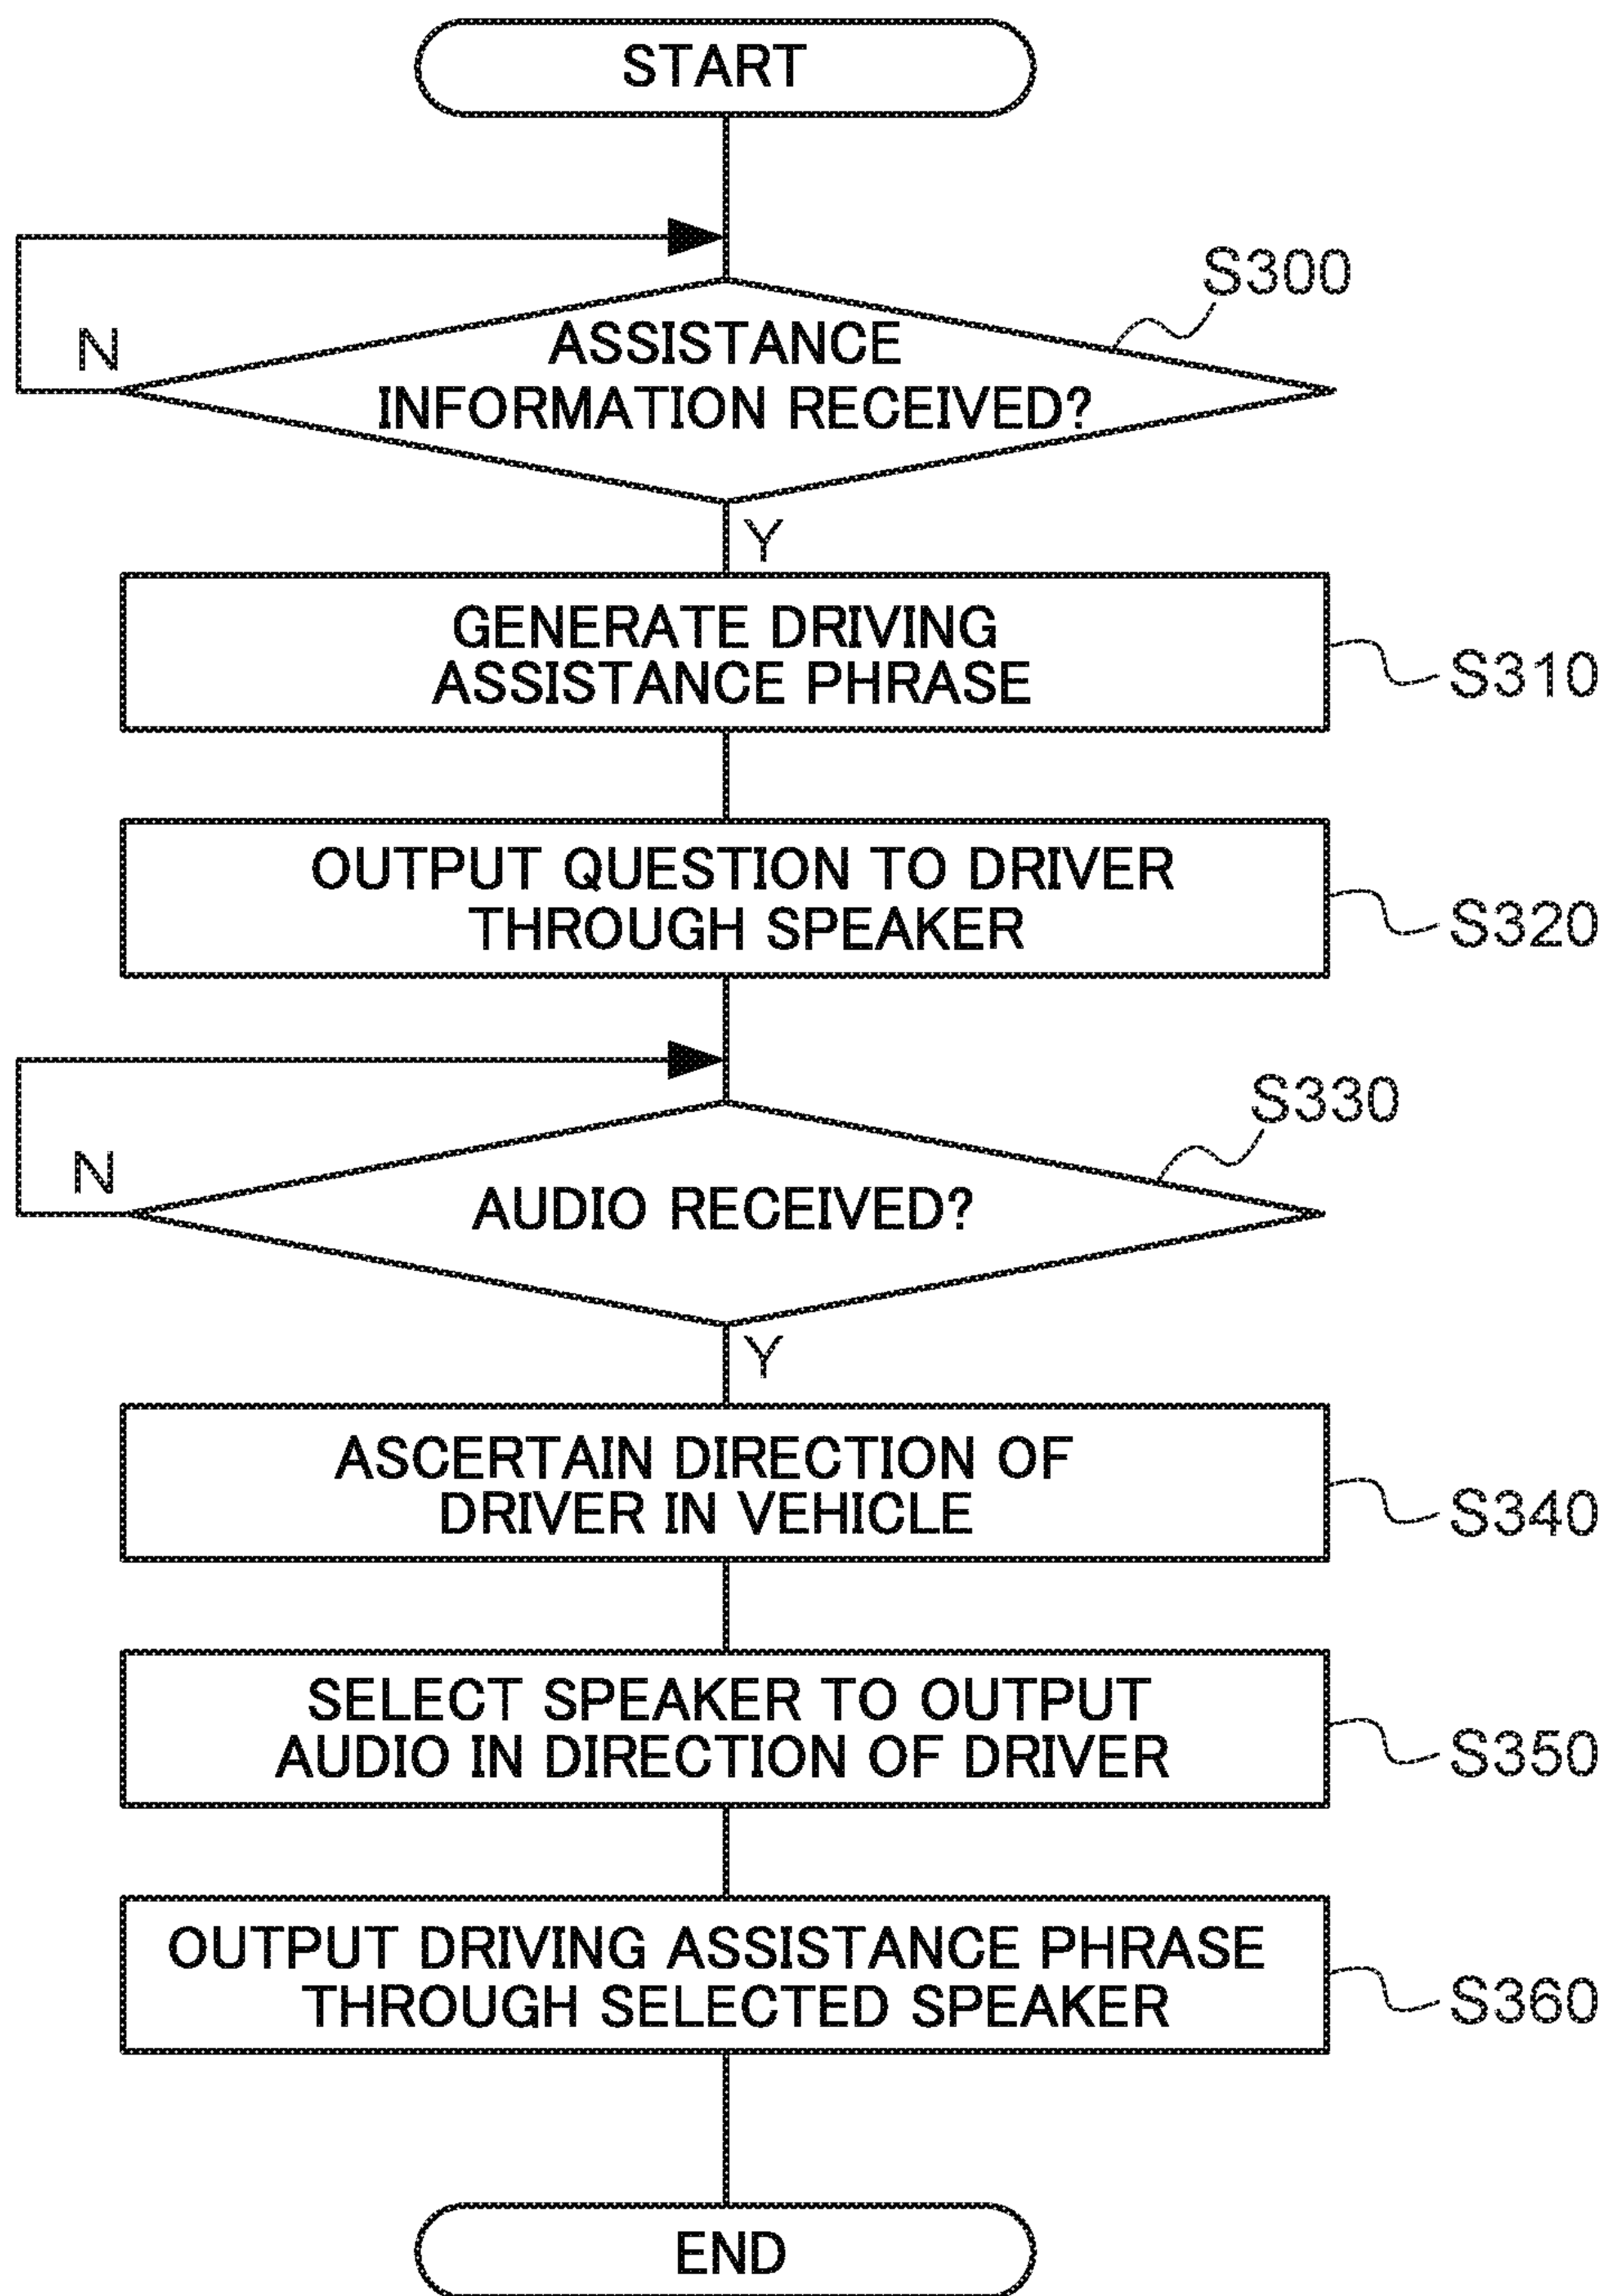 START
S300
N
ASSISTANCE
INFORMATION RECEIVED?
Y
GENERATE DRIVING
ASSISTANCE PHRASE
S310
OUTPUT QUESTION TO DRIVER
THROUGH SPEAKER
S320
S330
N
AUDIO RECEIVED?
Y
ASCERTAIN DIRECTION OF
DRIVER IN VEHICLE
S340
SELECT SPEAKER TO OUTPUT
AUDIO IN DIRECTION OF DRIVER
S350
OUTPUT DRIVING ASSISTANCE PHRASE
THROUGH SELECTED SPEAKER
S360
END